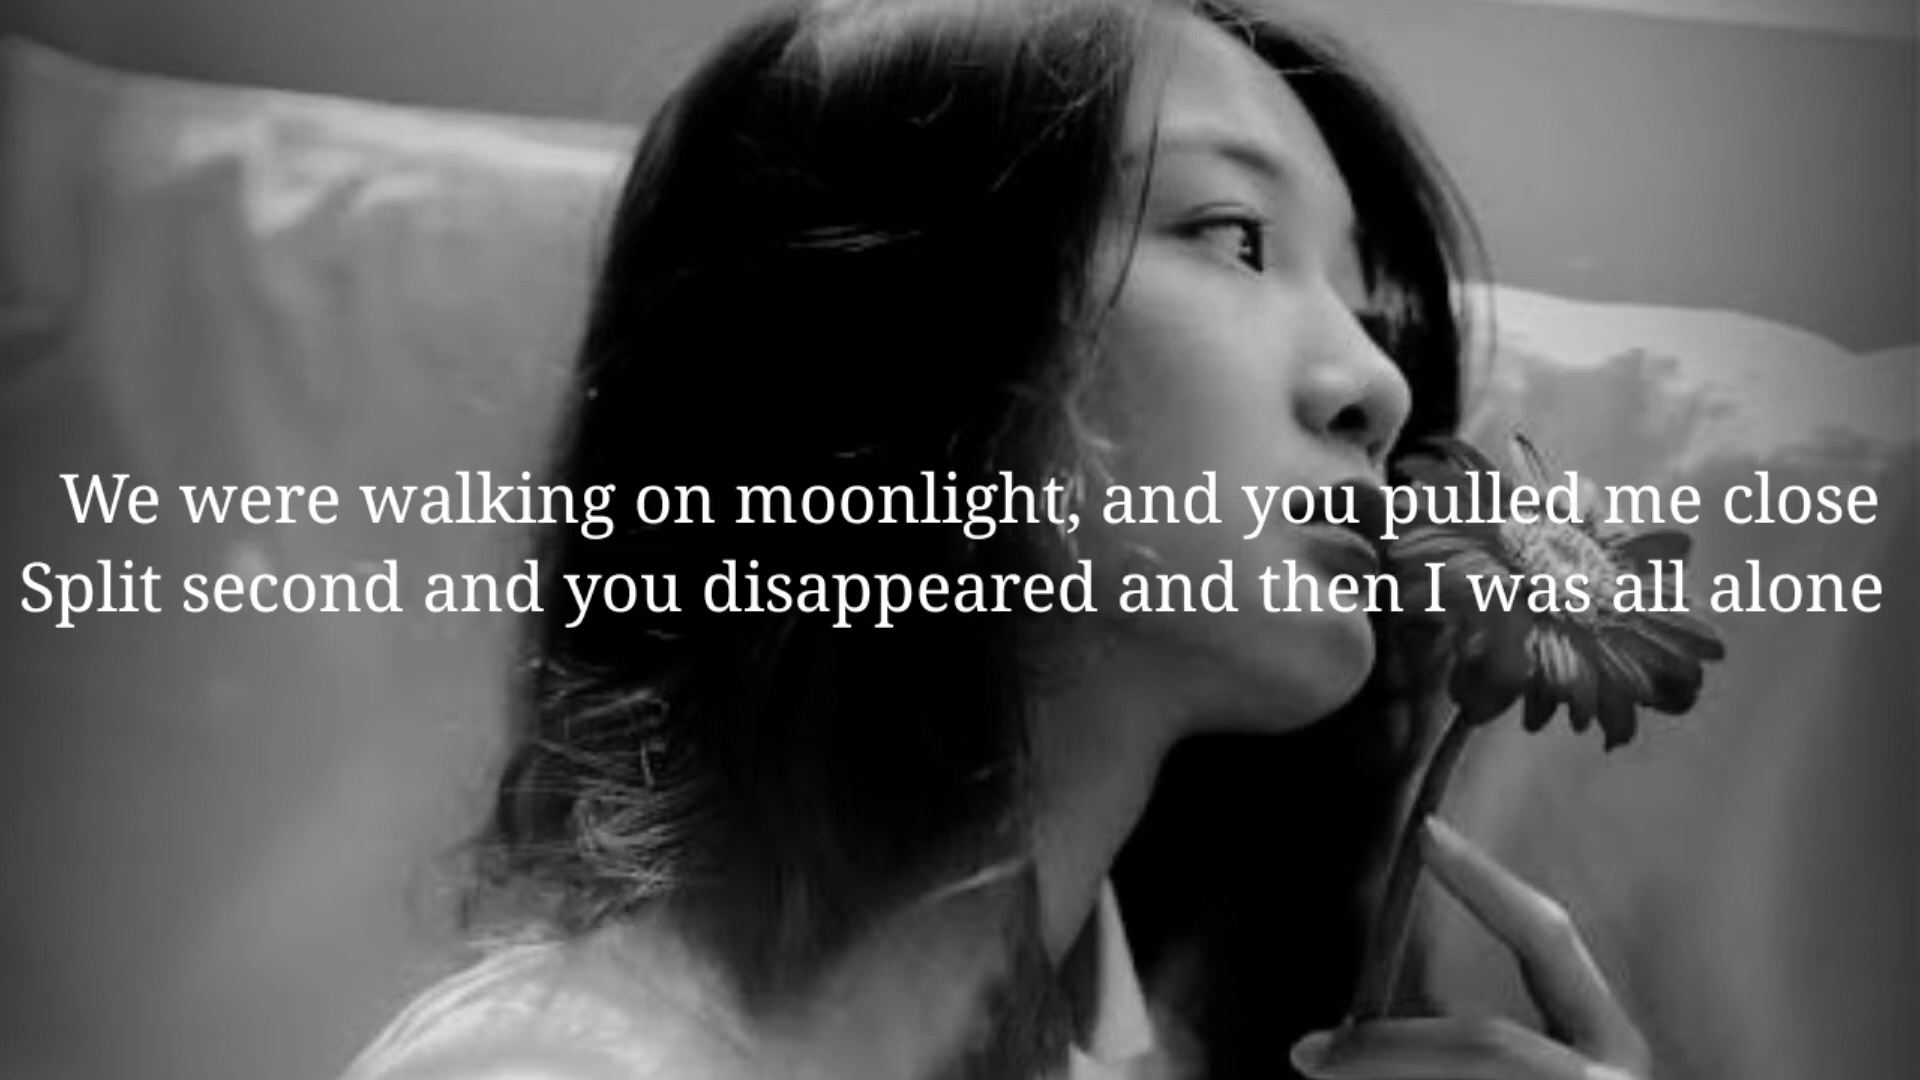 We were walking on moonlight, and you pulled me close
Split second and you disappeared and then I was all alone